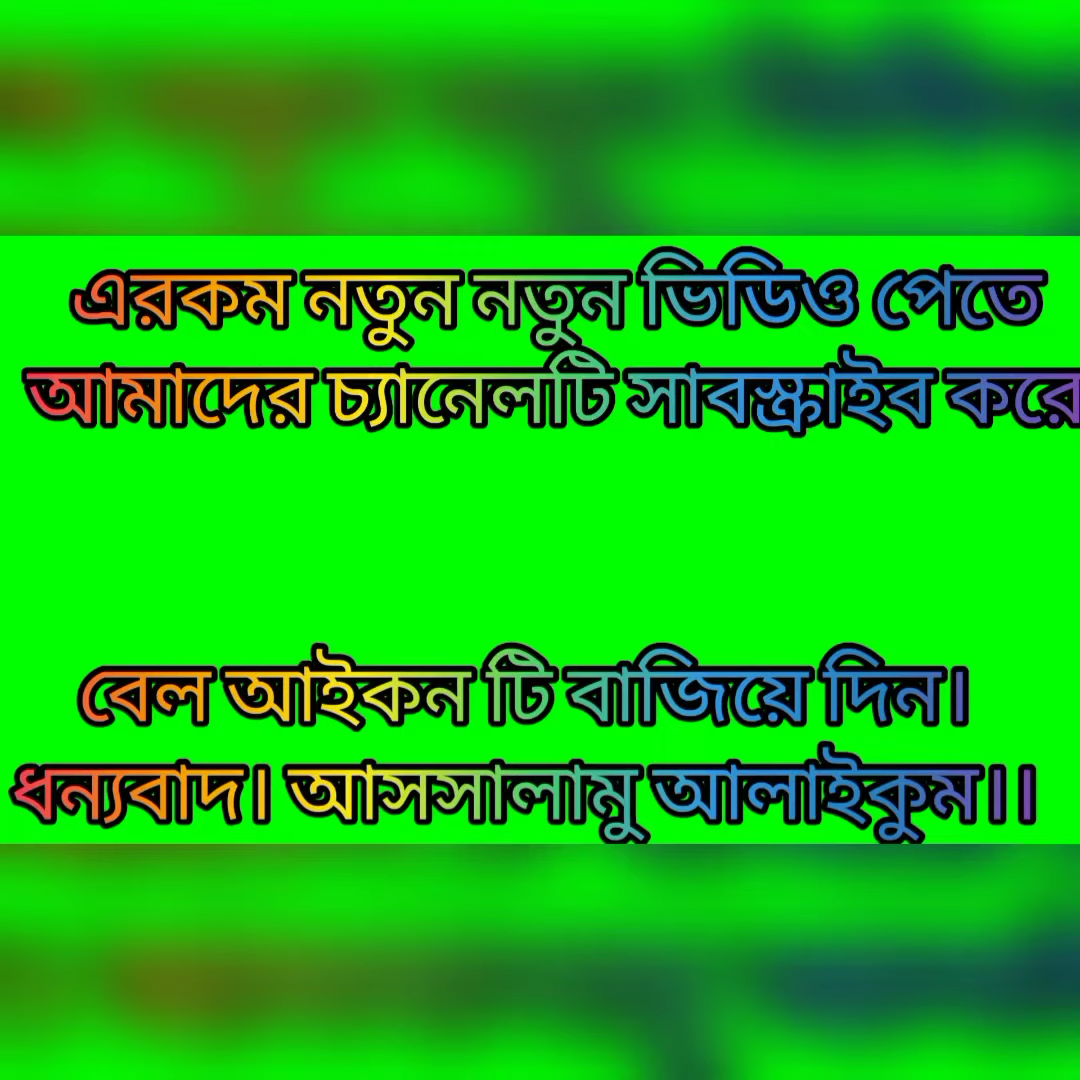 এরকম নতুন নতুন ভিডিও পেতে
আমাদের চ্যানেলটি সাবস্ক্রাইব করে
বেল আইকন টি বাজিয়ে দিন।
ধন্যবাদ। আসসালামু আলাইকুম।।